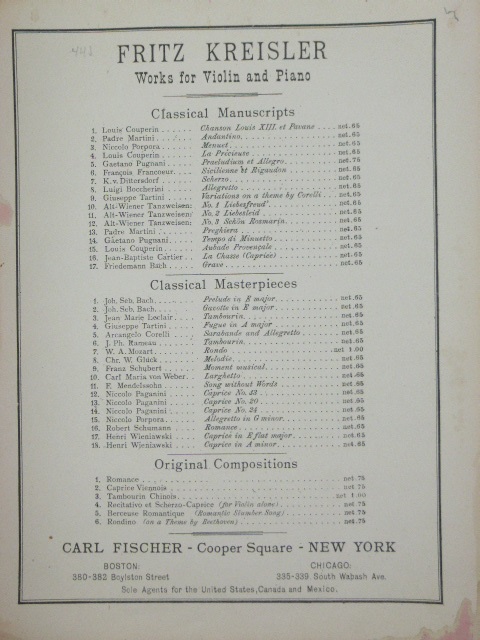 441
FRITZ KREISLER
Works for Violin and Piano
Classical Manuscripts
1. Louis Couperin ...... Chanson Louis XIII. et Pavane .... net .65
2. Padre Martini ...... Andantino ...... net .65
3. Niccolo Porpora ...... Menuet ...... net .65
4. Louis Couperin ...... La Précieuse ...... net .65
5. Gaetano Pugnani ...... Praeludium et Allegro ...... net .75
6. François Francoeur ...... Sicilienne et Rigaudon ...... net .65
7. K. v. Dittersdorf ...... Scherzo ...... net .65
8. Luigi Boccherini ...... Allegretto ...... net .65
9. Giuseppe Tartini ...... Variations on a theme by Corelli ... net .65
10. Alt-Wiener Tanzweisen: No. 1 Liebesfreud ...... net .65
11. Alt-Wiener Tanzweisen: No. 2 Liebesleid ...... net .65
12. Alt-Wiener Tanzweisen: No. 3 Schön Rosmarin ...... net .65
13. Padre Martini ...... Preghiera ...... net .65
14. Gäetano Pugnani ...... Tempo di Minuetto ...... net .65
15. Louis Couperin ...... Aubade Provençale ...... net .65
16. Jean-Baptiste Cartier .. La Chasse (Caprice) ...... net .65
17. Friedemann Bach ...... Grave ...... net .65
Classical Masterpieces
1. Joh. Seb. Bach ...... Prelude in E major ...... net .65
2. Joh. Seb. Bach ...... Gavotte in E major ...... net .65
3. Jean Marie Leclair ...... Tambourin ...... net .65
4. Giuseppe Tartini ...... Fugue in A major ...... net .65
5. Arcangelo Corelli ...... Sarabande and Allegretto ...... net .65
6. J. Ph. Rameau ...... Tambourin ...... net .65
7. W. A. Mozart ...... Rondo ...... net 1.00
8. Chr. W. Glück ...... Melodie ...... net .65
9. Franz Schubert ...... Moment musical ...... net .65
10. Carl Maria von Weber .. Larghetto ...... net .65
11. F. Mendelssohn ...... Song without Words ...... net .65
12. Niccolo Paganini ...... Caprice No. 13 ...... net .65
13. Niccolo Paganini ...... Caprice No. 20 ...... net .65
14. Niccolo Paganini ...... Caprice No. 24 ...... net .65
15. Niccolo Porpora ...... Allegretto in G minor ...... net .65
16. Robert Schumann ...... Romance ...... net .65
17. Henri Wieniawski ...... Caprice in E flat major ...... net .65
18. Henri Wieniawski ...... Caprice in A minor ...... net .65
Original Compositions
1. Romance ...... net .75
2. Caprice Viennois ...... net .75
3. Tambourin Chinois ...... net 1.00
4. Recitativo et Scherzo-Caprice (for Violin alone) ...... net .75
5. Berceuse Romantique (Romantic Slumber Song) ...... net .75
6. Rondino (on a Theme by Beethoven) ...... net .75
CARL FISCHER - Cooper Square - NEW YORK
BOSTON: CHICAGO:
380-382 Boylston Street 335-339 South Wabash Ave.
Sole Agents for the United States, Canada and Mexico.